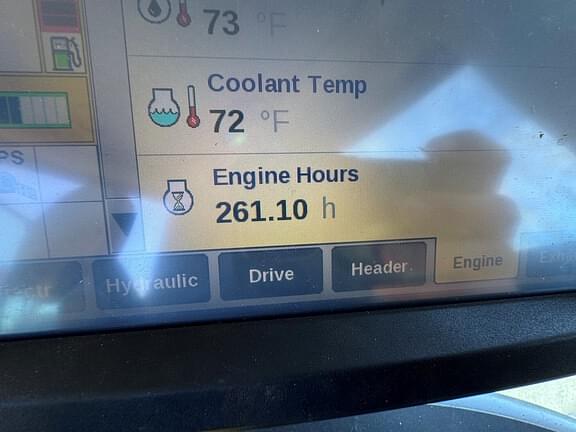 73 °F
Coolant Temp
72 °F
Engine Hours
261.10 h
Hydraulic
Drive
Header
Engine